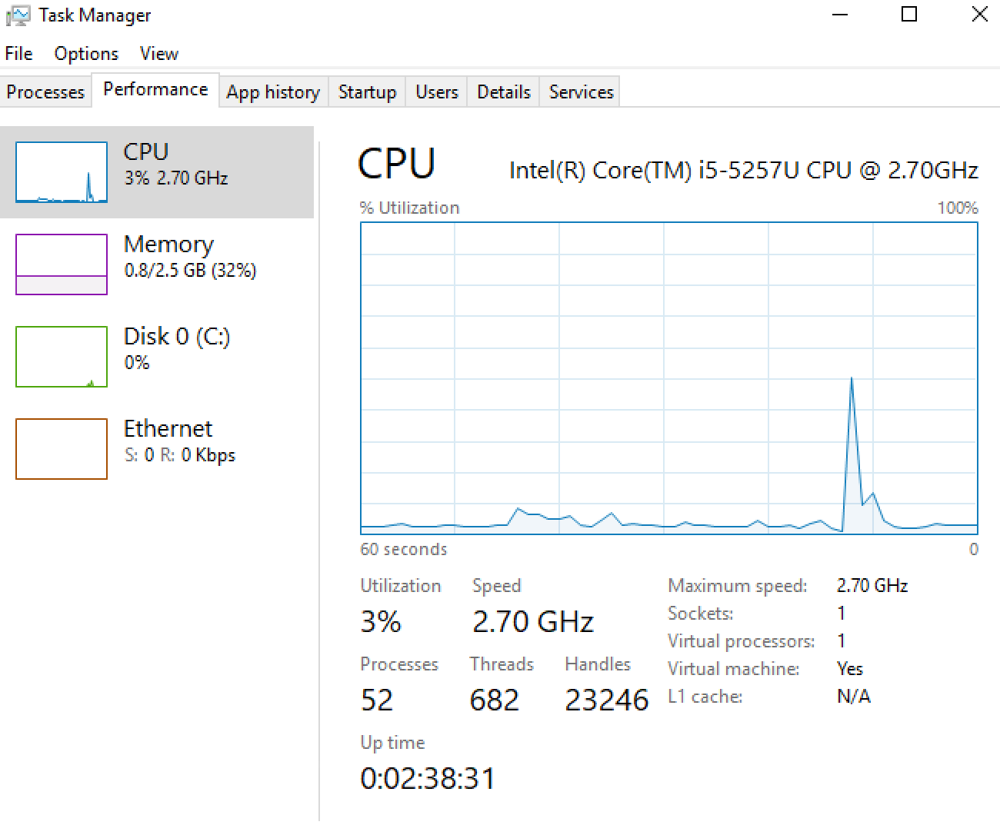 Task Manager
File Options View
Processes Performance App history Startup Users Details Services
CPU
3% 2.70 GHz
Memory
0.8/2.5 GB (32%)
Disk 0 (C:)
0%
Ethernet
S: 0 R: 0 Kbps
CPU Intel(R) Core(TM) i5-5257U CPU @ 2.70GHz
% Utilization 100%
60 seconds 0
Utilization Speed
3% 2.70 GHz
Processes Threads Handles
52 682 23246
Up time
0:02:38:31
Maximum speed: 2.70 GHz
Sockets: 1
Virtual processors: 1
Virtual machine: Yes
L1 cache: N/A